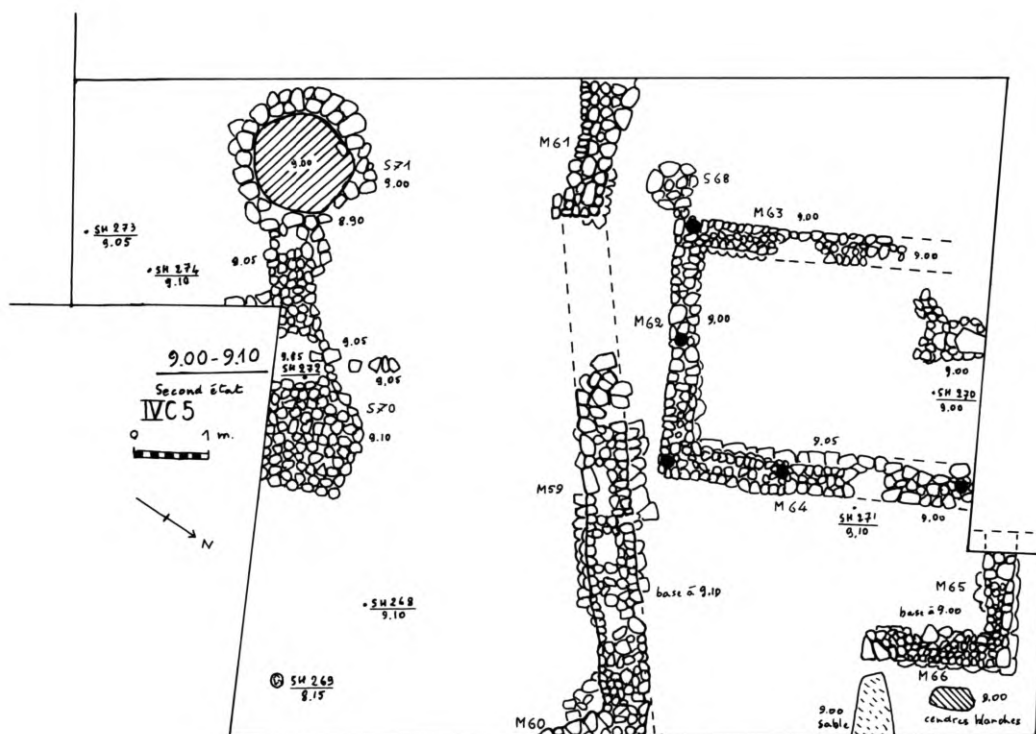 M61
S71
9.00
9.00
S68
M63
9.00
8.90
SH 273
9.05
SH 274
9.10
9.05
9.00
M62
9.00
9.00-9.10
Second état
IVC5
0 1 m.
N
SH 272
9.05
9.05
S70
9.10
9.00
SH 270
9.00
9.05
M59
M64
SH 271
9.10
9.00
SH 268
9.10
base à 9.10
M65
base à 9.00
SH 269
M66
M60
9.00
sable
9.00
cendres blanches